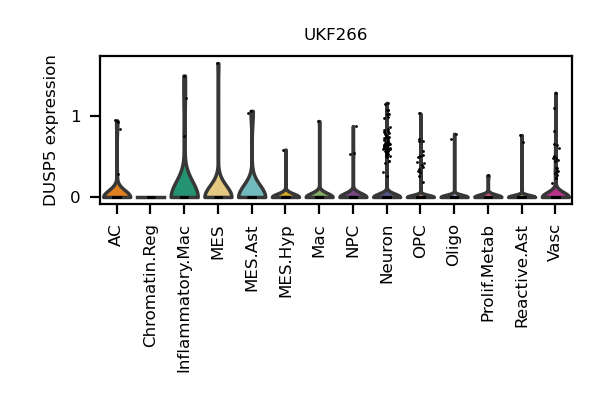 UKF266
DUSP5 expression
1
0
AC
Chromatin.Reg
Inflammatory.Mac
MES
MES.Ast
MES.Hyp
Mac
NPC
Neuron
OPC
Oligo
Prolif.Metab
Reactive.Ast
Vasc